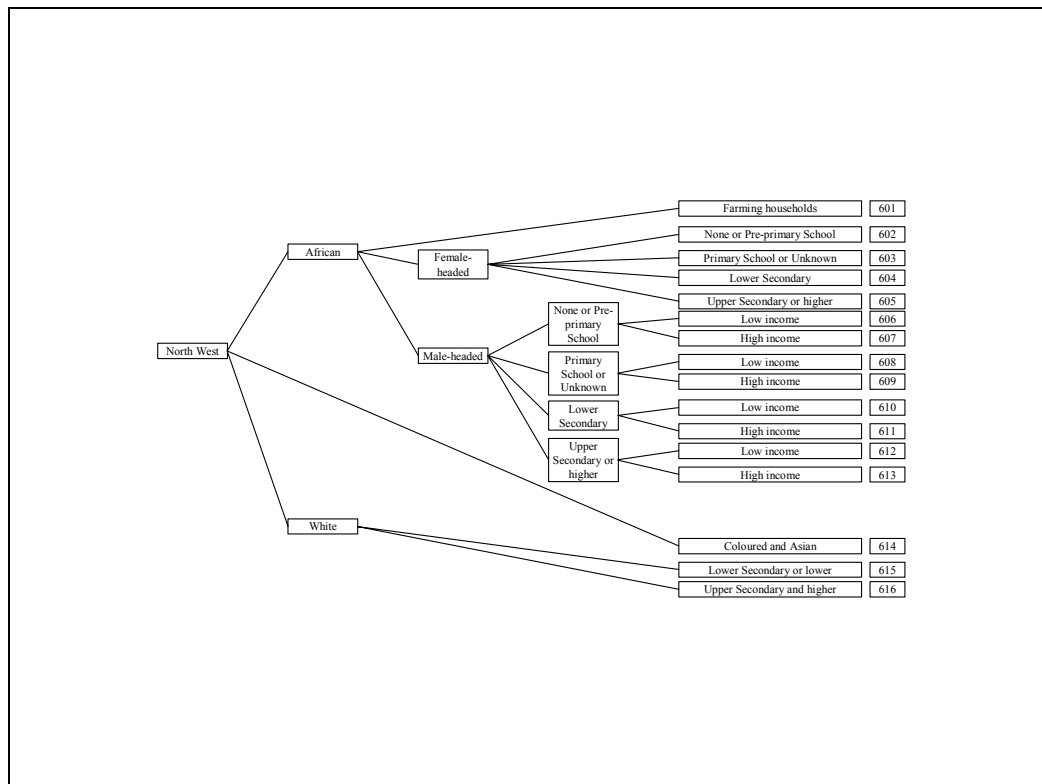 Farming households 601
None or Pre-primary School 602
African
Female-
headed
Primary School or Unknown 603
Lower Secondary 604
Upper Secondary or higher 605
None or Pre-
primary
School
Low income 606
High income 607
North West
Male-headed
Primary
School or
Unknown
Low income 608
High income 609
Lower
Secondary
Low income 610
High income 611
Upper
Secondary or
higher
Low income 612
High income 613
White
Coloured and Asian 614
Lower Secondary or lower 615
Upper Secondary and higher 616